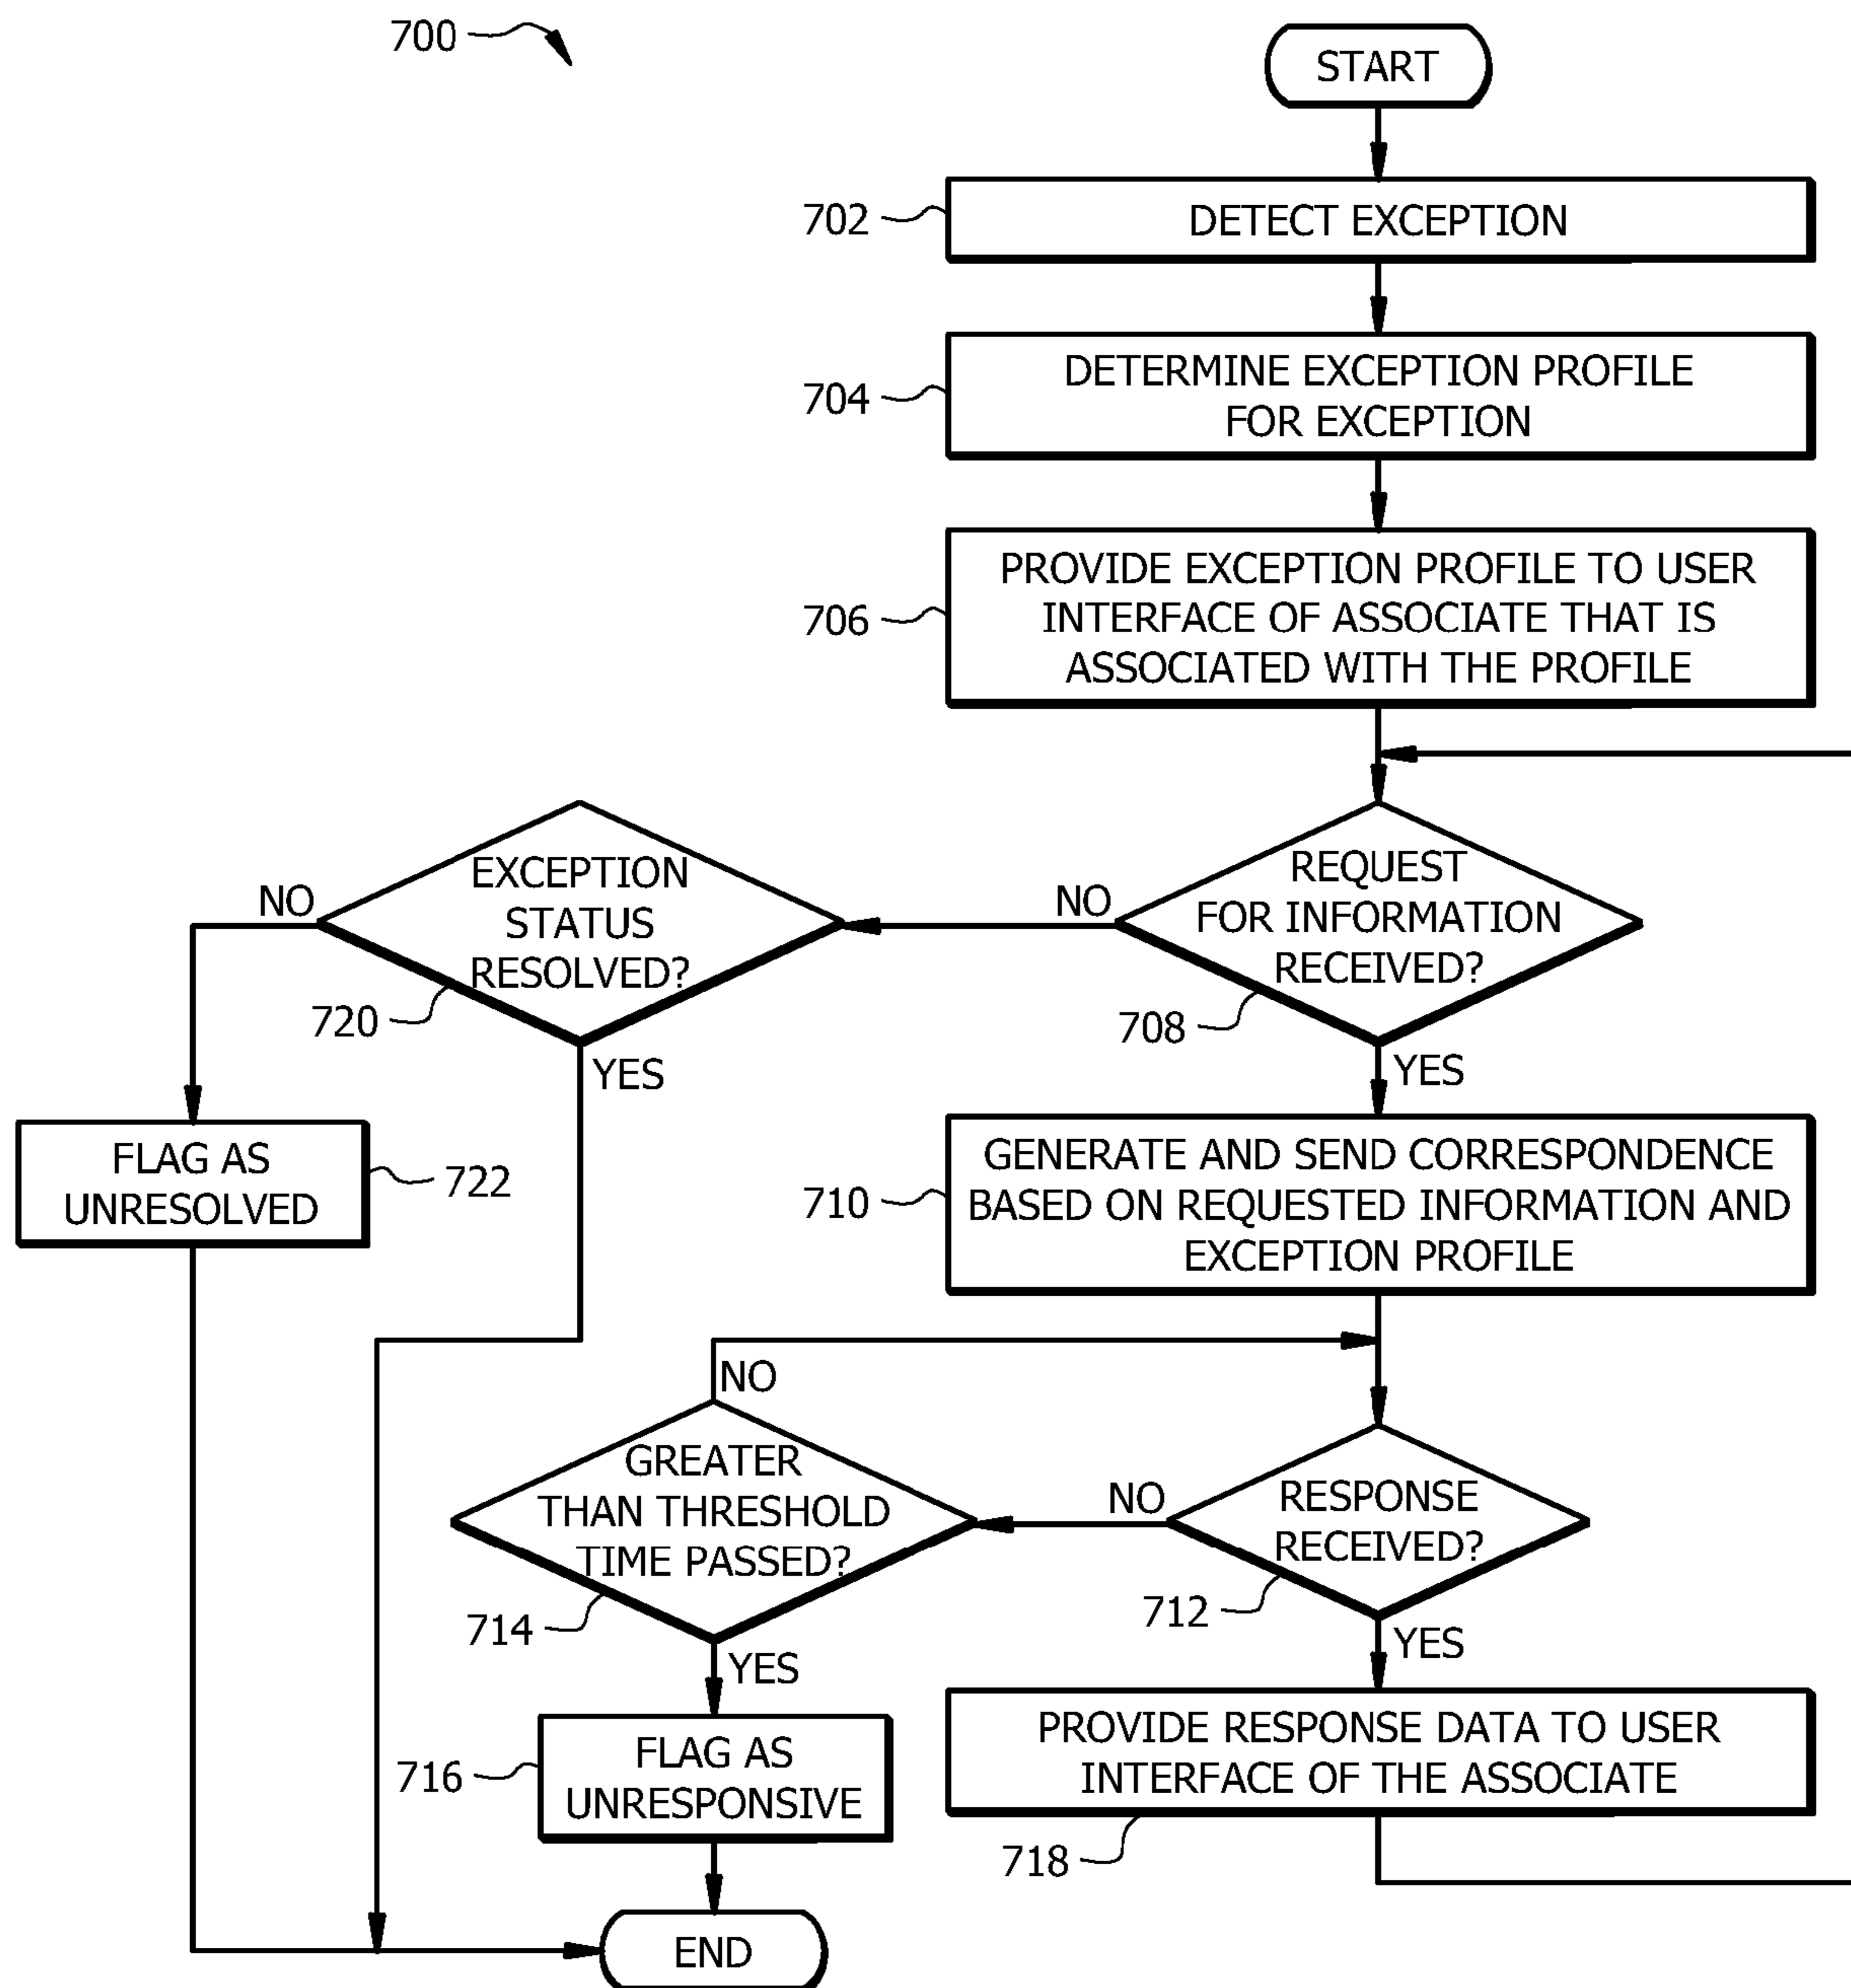 700
START
702
DETECT EXCEPTION
704
DETERMINE EXCEPTION PROFILE
FOR EXCEPTION
706
PROVIDE EXCEPTION PROFILE TO USER
INTERFACE OF ASSOCIATE THAT IS
ASSOCIATED WITH THE PROFILE
REQUEST
FOR INFORMATION
RECEIVED?
708
NO
YES
EXCEPTION
STATUS
RESOLVED?
720
NO
YES
FLAG AS
UNRESOLVED
722
710
GENERATE AND SEND CORRESPONDENCE
BASED ON REQUESTED INFORMATION AND
EXCEPTION PROFILE
RESPONSE
RECEIVED?
712
NO
YES
GREATER
THAN THRESHOLD
TIME PASSED?
714
NO
YES
716
FLAG AS
UNRESPONSIVE
PROVIDE RESPONSE DATA TO USER
INTERFACE OF THE ASSOCIATE
718
END